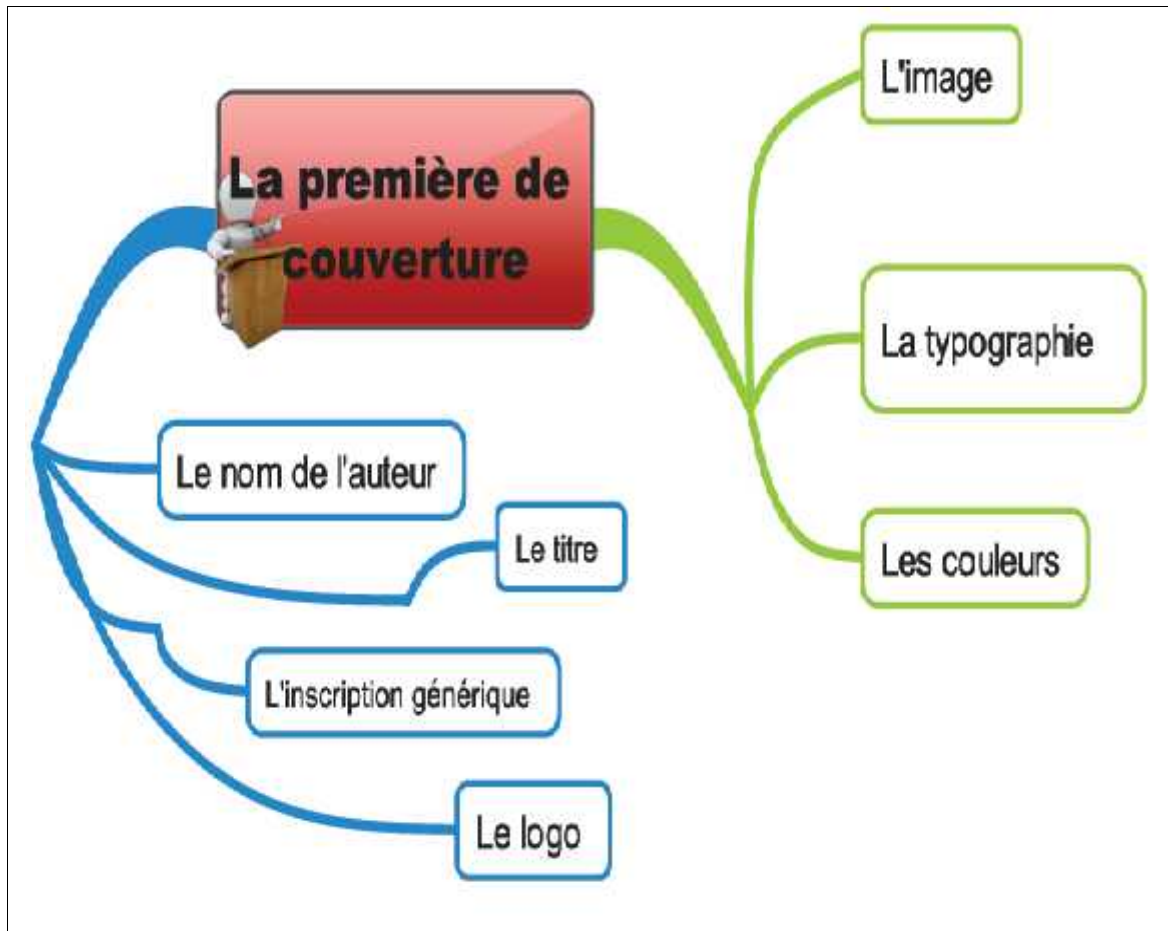 La première de
couverture
L'image
La typographie
Les couleurs
Le nom de l'auteur
Le titre
L'inscription générique
Le logo